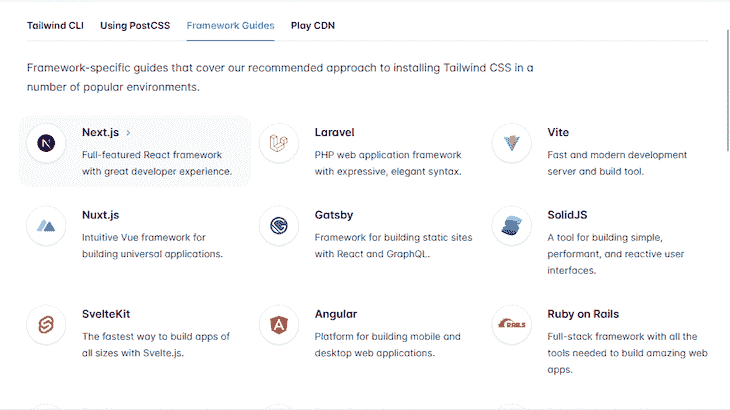 Tailwind CLI Using PostCSS Framework Guides Play CDN
Framework-specific guides that cover our recommended approach to installing Tailwind CSS in a
number of popular environments.
Next.js
Full-featured React framework
with great developer experience.
Laravel
PHP web application framework
with expressive, elegant syntax.
Vite
Fast and modern development
server and build tool.
Nuxt.js
Intuitive Vue framework for
building universal applications.
Gatsby
Framework for building static sites
with React and GraphQL.
SolidJS
A tool for building simple,
performant, and reactive user
interfaces.
SvelteKit
The fastest way to build apps of
all sizes with Svelte.js.
Angular
Platform for building mobile and
desktop web applications.
RAILS
Ruby on Rails
Full-stack framework with all the
tools needed to build amazing web
apps.